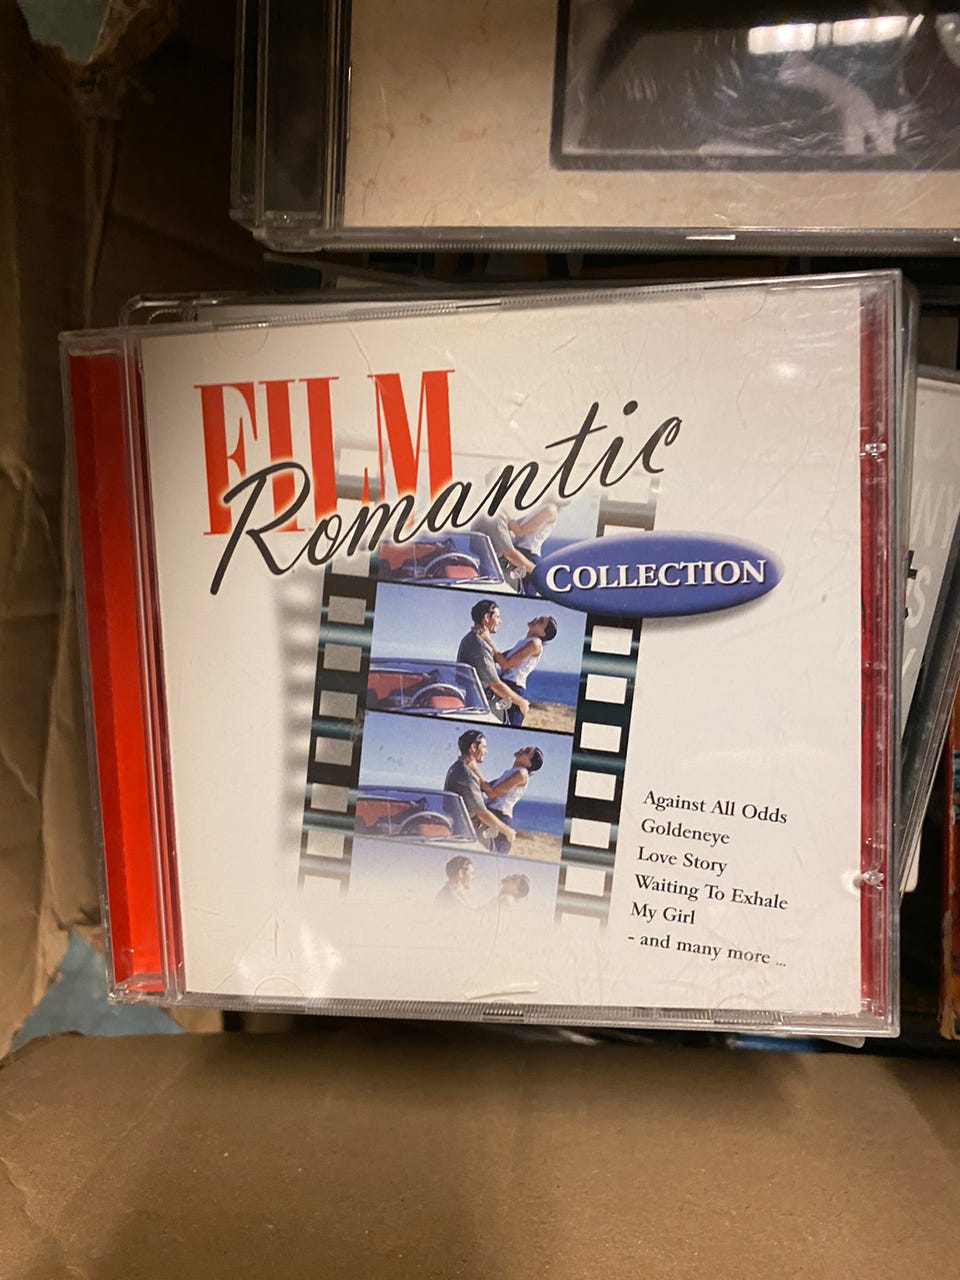 FILM
Romantic
COLLECTION
Against All Odds
Goldeneye
Love Story
Waiting To Exhale
My Girl
- and many more ...